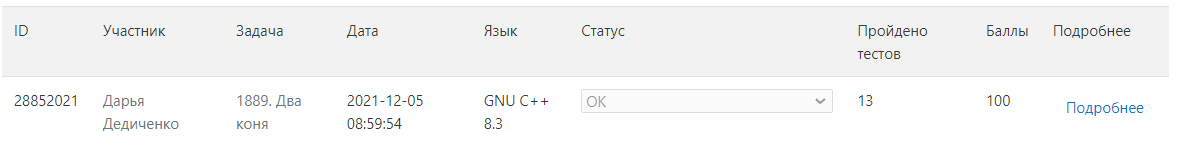 ID Участник Задача Дата Язык Статус Пройдено тестов Баллы Подробнее
28852021 Дарья Дедиченко 1889. Два коня 2021-12-05 08:59:54 GNU C++ 8.3 OK 13 100 Подробнее